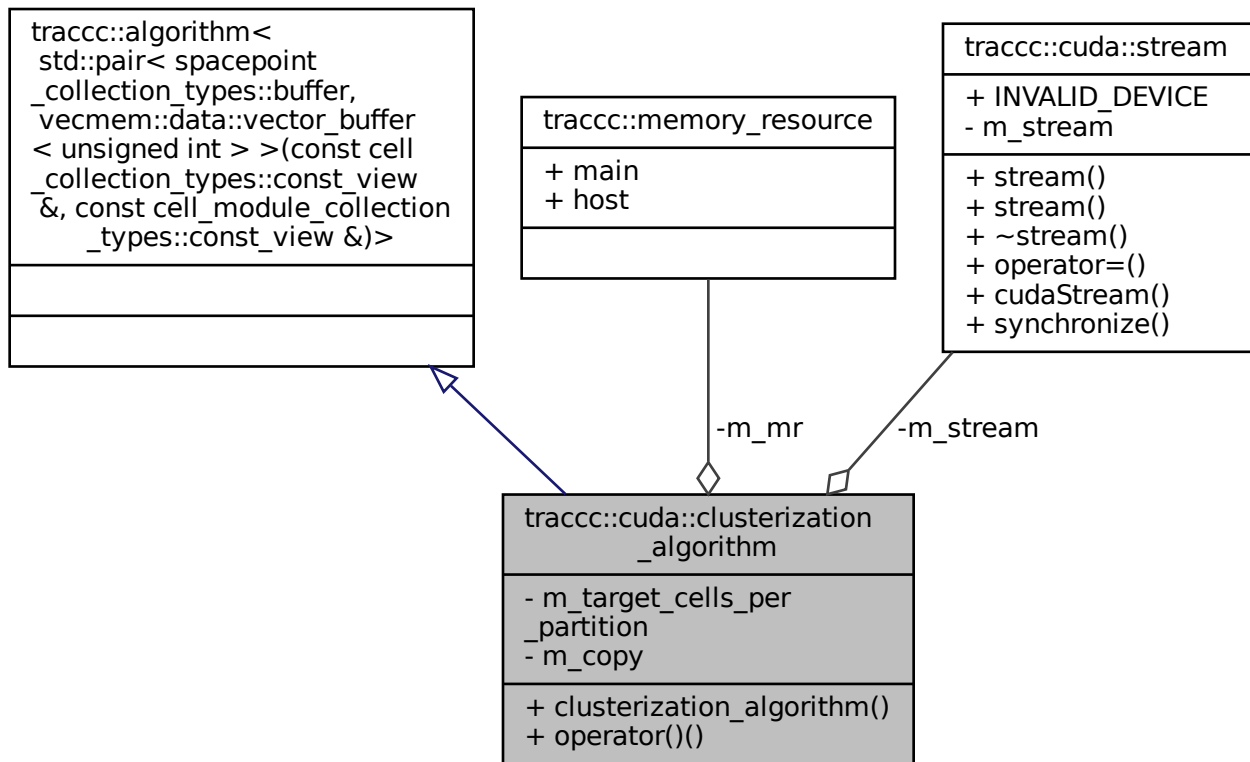 traccc::algorithm<
std::pair< spacepoint
_collection_types::buffer,
vecmem::data::vector_buffer
< unsigned int > >(const cell
_collection_types::const_view
&, const cell_module_collection
_types::const_view &)>
traccc::memory_resource
+ main
+ host
traccc::cuda::stream
+ INVALID_DEVICE
- m_stream
+ stream()
+ stream()
+ ~stream()
+ operator=()
+ cudaStream()
+ synchronize()
-m_mr
-m_stream
traccc::cuda::clusterization
_algorithm
- m_target_cells_per
_partition
- m_copy
+ clusterization_algorithm()
+ operator()()